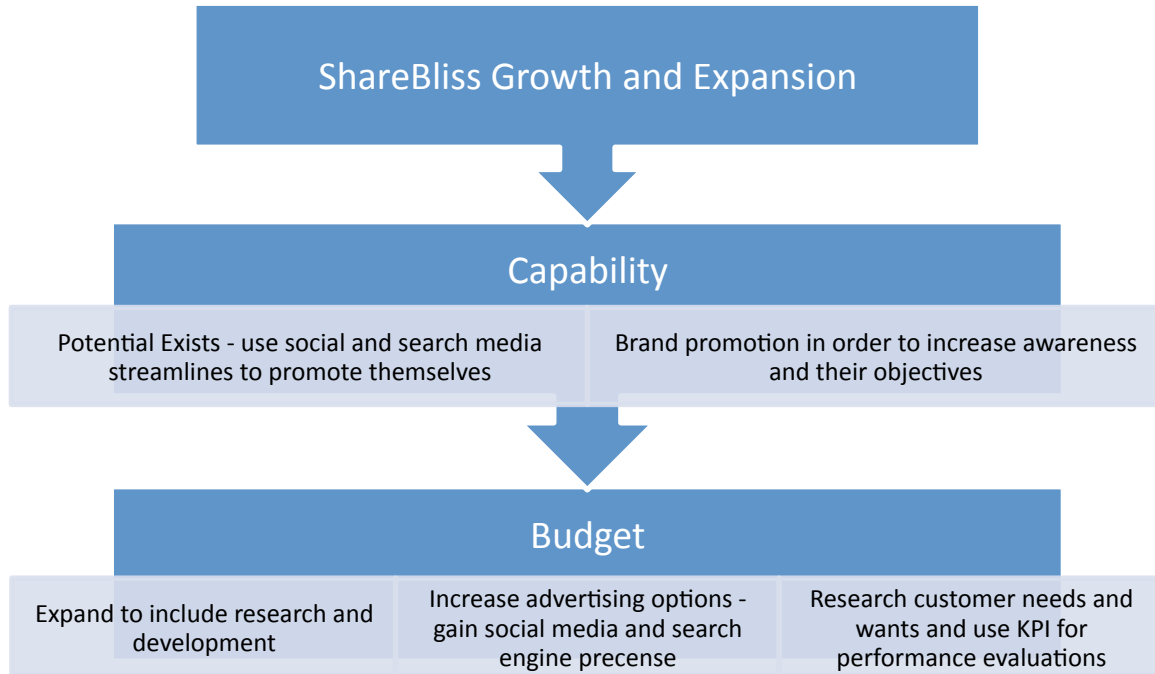 ShareBliss Growth and Expansion
Capability
Potential Exists - use social and search media
streamlines to promote themselves
Brand promotion in order to increase awareness
and their objectives
Budget
Expand to include research and
development
Increase advertising options -
gain social media and search
engine precense
Research customer needs and
wants and use KPI for
performance evaluations